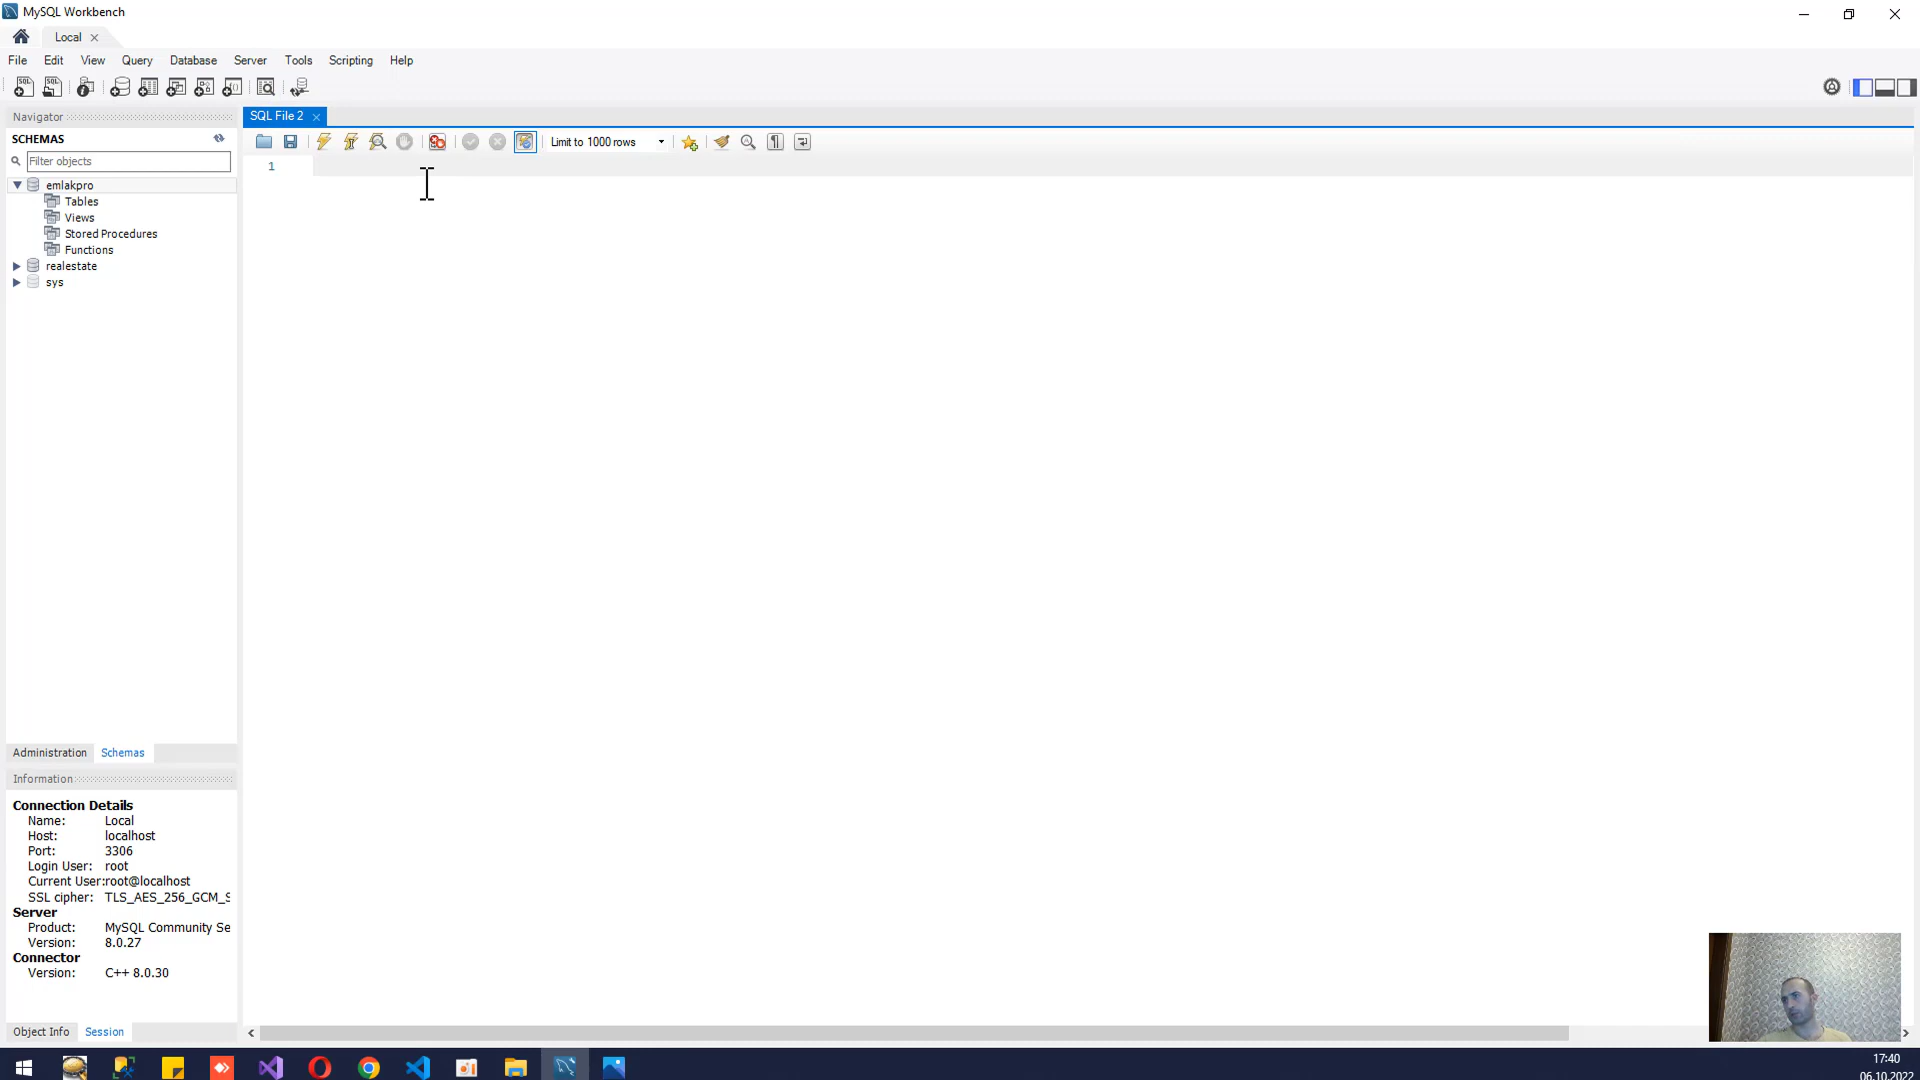 MySQL Workbench
Local
File Edit View Query Database Server Tools Scripting Help
Navigator
SCHEMAS
Filter objects
emlakpro
Tables
Views
Stored Procedures
Functions
realestate
sys
SQL File 2
Limit to 1000 rows
1
Administration Schemas
Information
Connection Details
Name: Local
Host: localhost
Port: 3306
Login User: root
Current User:root@localhost
SSL cipher: TLS_AES_256_GCM_S
Server
Product: MySQL Community Se
Version: 8.0.27
Connector
Version: C++ 8.0.30
Object Info Session
17:40
06.10.2022